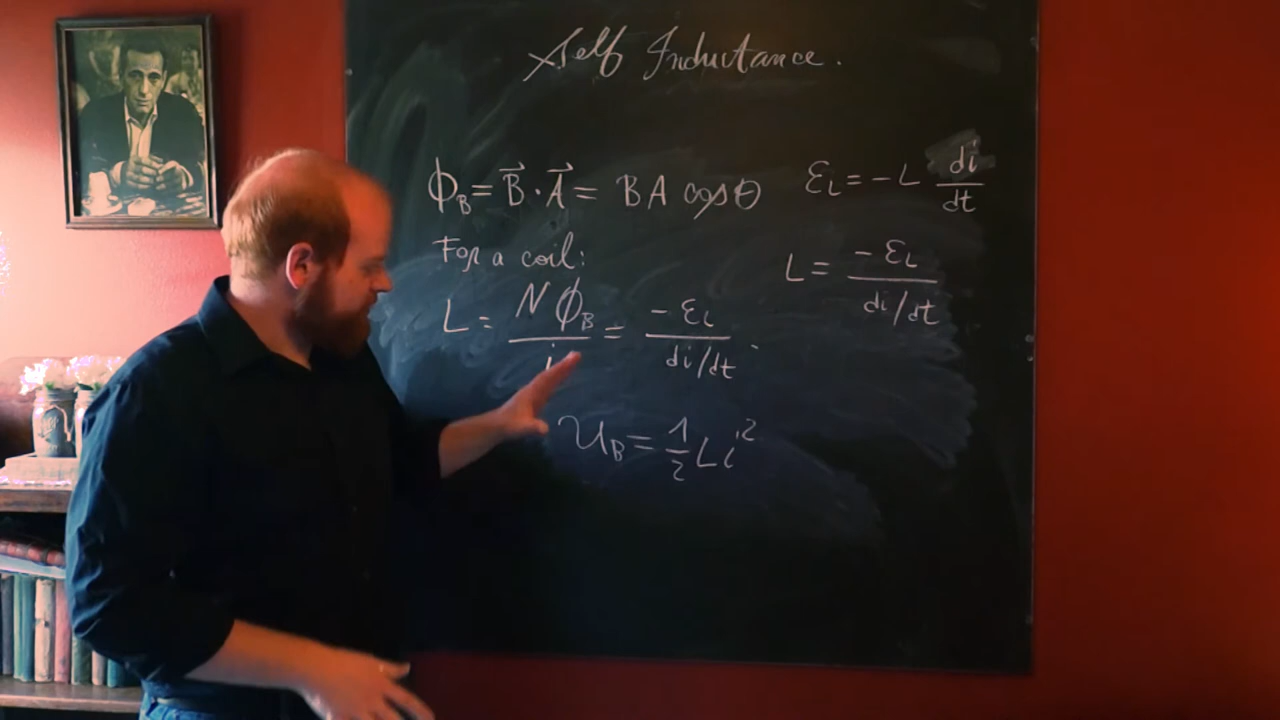 Self Inductance.
ϕ_B = B⃗ · A⃗ = BA cosθ
ε_L = -L di/dt
For a coil:
L = -ε_L / di/dt
L = Nϕ_B / i = -ε_L / di/dt.
U_B = 1/2 L i²